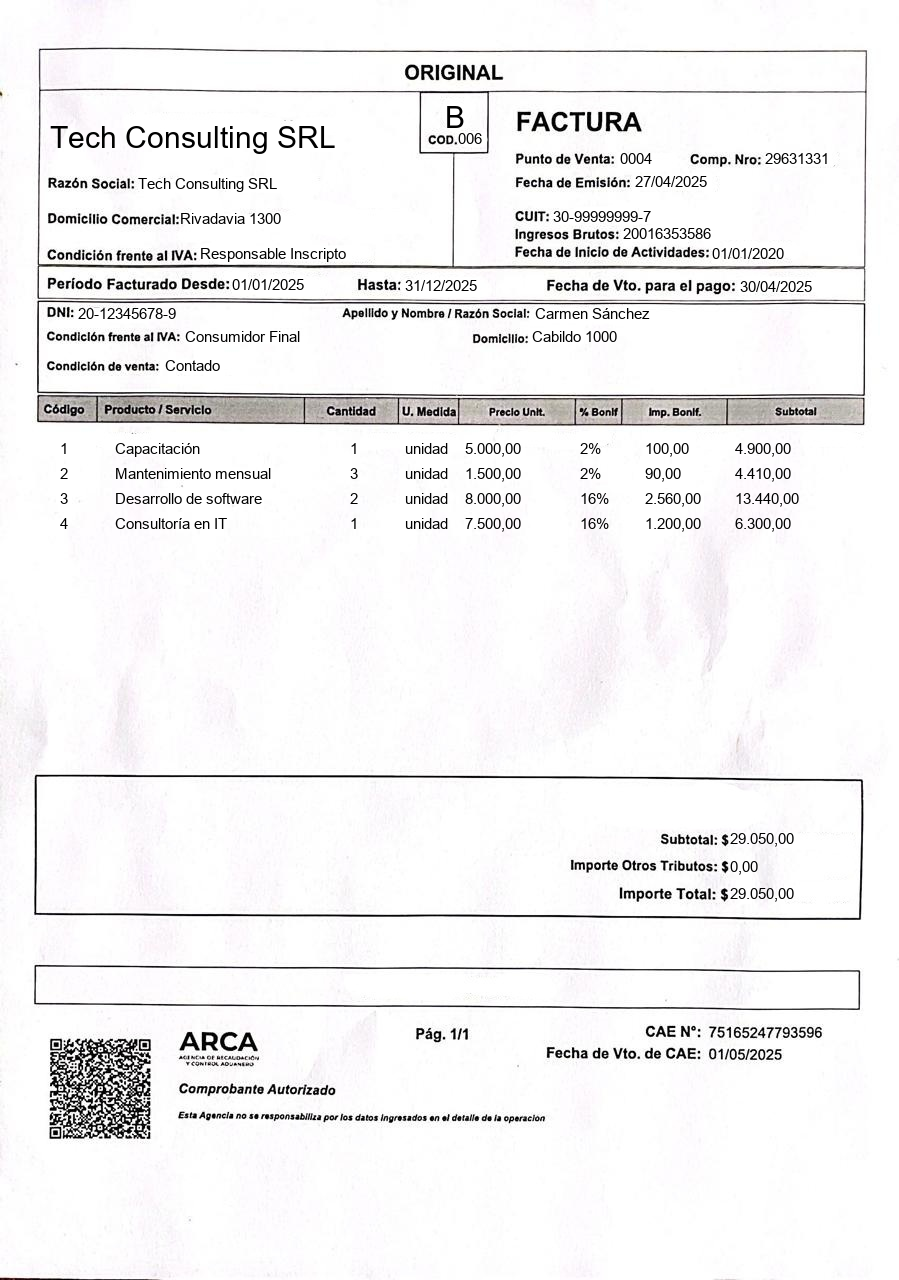 ORIGINAL
B
COD.006
Tech Consulting SRL
FACTURA
Punto de Venta: 0004 Comp. Nro: 29631331
Razón Social: Tech Consulting SRL
Fecha de Emisión: 27/04/2025
Domicilio Comercial:Rivadavia 1300
CUIT: 30-99999999-7
Ingresos Brutos: 20016353586
Condición frente al IVA: Responsable Inscripto
Fecha de Inicio de Actividades: 01/01/2020
Período Facturado Desde: 01/01/2025 Hasta: 31/12/2025 Fecha de Vto. para el pago: 30/04/2025
DNI: 20-12345678-9 Apellido y Nombre / Razón Social: Carmen Sánchez
Condición frente al IVA: Consumidor Final Domicilio: Cabildo 1000
Condición de venta: Contado
Código Producto / Servicio Cantidad U. Medida Precio Unit. % Bonif Imp. Bonif. Subtotal
1 Capacitación 1 unidad 5.000,00 2% 100,00 4.900,00
2 Mantenimiento mensual 3 unidad 1.500,00 2% 90,00 4.410,00
3 Desarrollo de software 2 unidad 8.000,00 16% 2.560,00 13.440,00
4 Consultoría en IT 1 unidad 7.500,00 16% 1.200,00 6.300,00
Subtotal: $29.050,00
Importe Otros Tributos: $0,00
Importe Total: $29.050,00
ARCA
AGENCIA DE RECAUDACIÓN
Y CONTROL ADUANERO
Pág. 1/1
CAE N°: 75165247793596
Fecha de Vto. de CAE: 01/05/2025
Comprobante Autorizado
Esta Agencia no se responsabiliza por los datos ingresados en el detalle de la operación